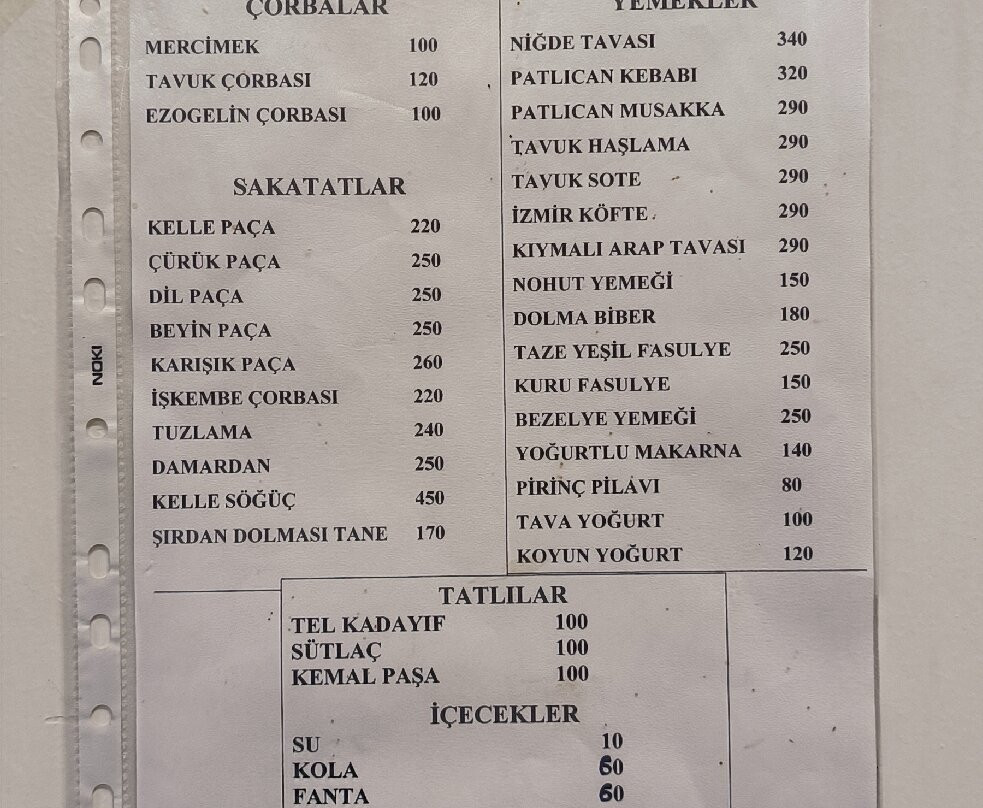 ÇORBALAR
MERCİMEK 100
TAVUK ÇORBASI 120
EZOGELİN ÇORBASI 100
SAKATATLAR
KELLE PAÇA 220
ÇÜRÜK PAÇA 250
DİL PAÇA 250
BEYİN PAÇA 250
KARIŞIK PAÇA 260
İŞKEMBE ÇORBASI 220
TUZLAMA 240
DAMARDAN 250
KELLE SÖĞÜÇ 450
ŞIRDAN DOLMASI TANE 170
YEMEKLER
NİĞDE TAVASI 340
PATLICAN KEBABI 320
PATLICAN MUSAKKA 290
TAVUK HAŞLAMA 290
TAVUK SOTE 290
İZMİR KÖFTE 290
KIYMALI ARAP TAVASI 290
NOHUT YEMEĞİ 150
DOLMA BİBER 180
TAZE YEŞİL FASULYE 250
KURU FASULYE 150
BEZELYE YEMEĞİ 250
YOĞURTLU MAKARNA 140
PİRİNÇ PİLAVI 80
TAVA YOĞURT 100
KOYUN YOĞURT 120
TATLILAR
TEL KADAYIF 100
SÜTLAÇ 100
KEMAL PAŞA 100
İÇECEKLER
SU 10
KOLA 60
FANTA 60
NOKI